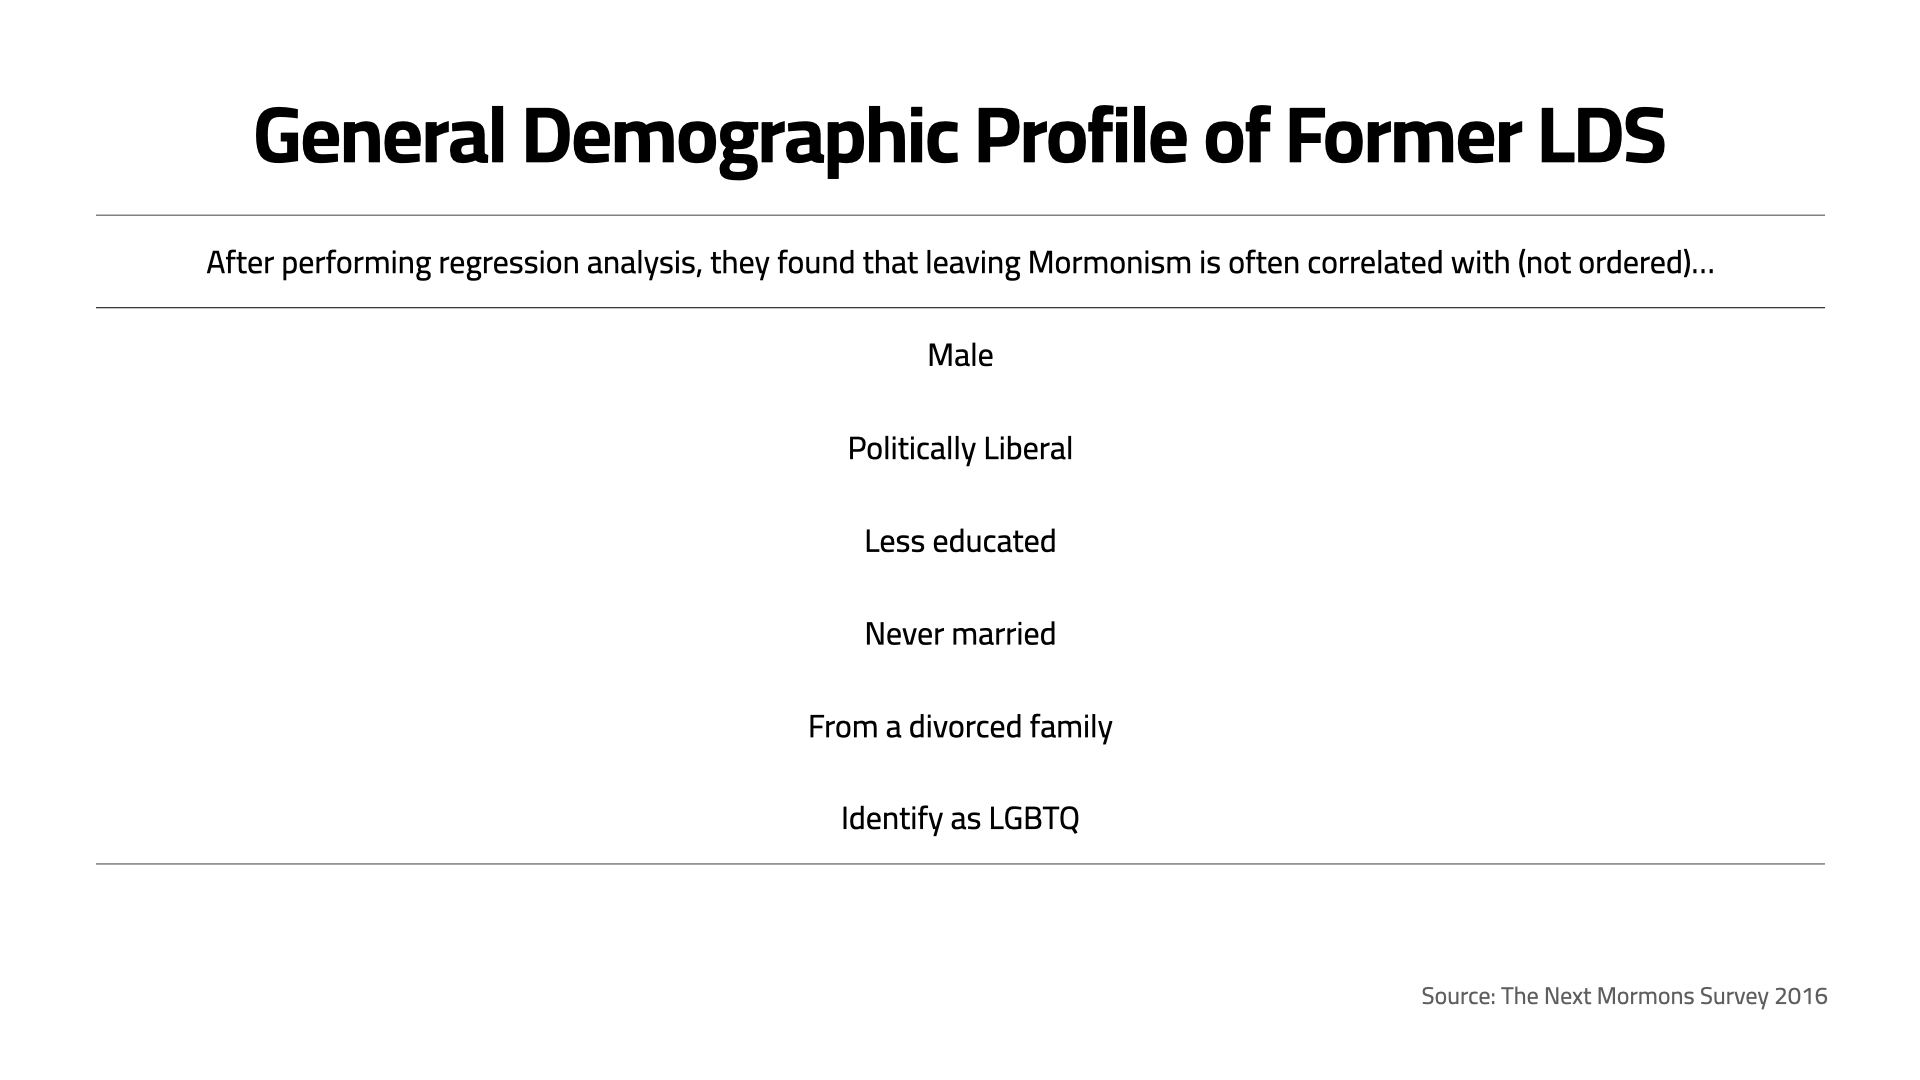 General Demographic Profile of Former LDS
After performing regression analysis, they found that leaving Mormonism is often correlated with (not ordered)...
Male
Politically Liberal
Less educated
Never married
From a divorced family
Identify as LGBTQ
Source: The Next Mormons Survey 2016